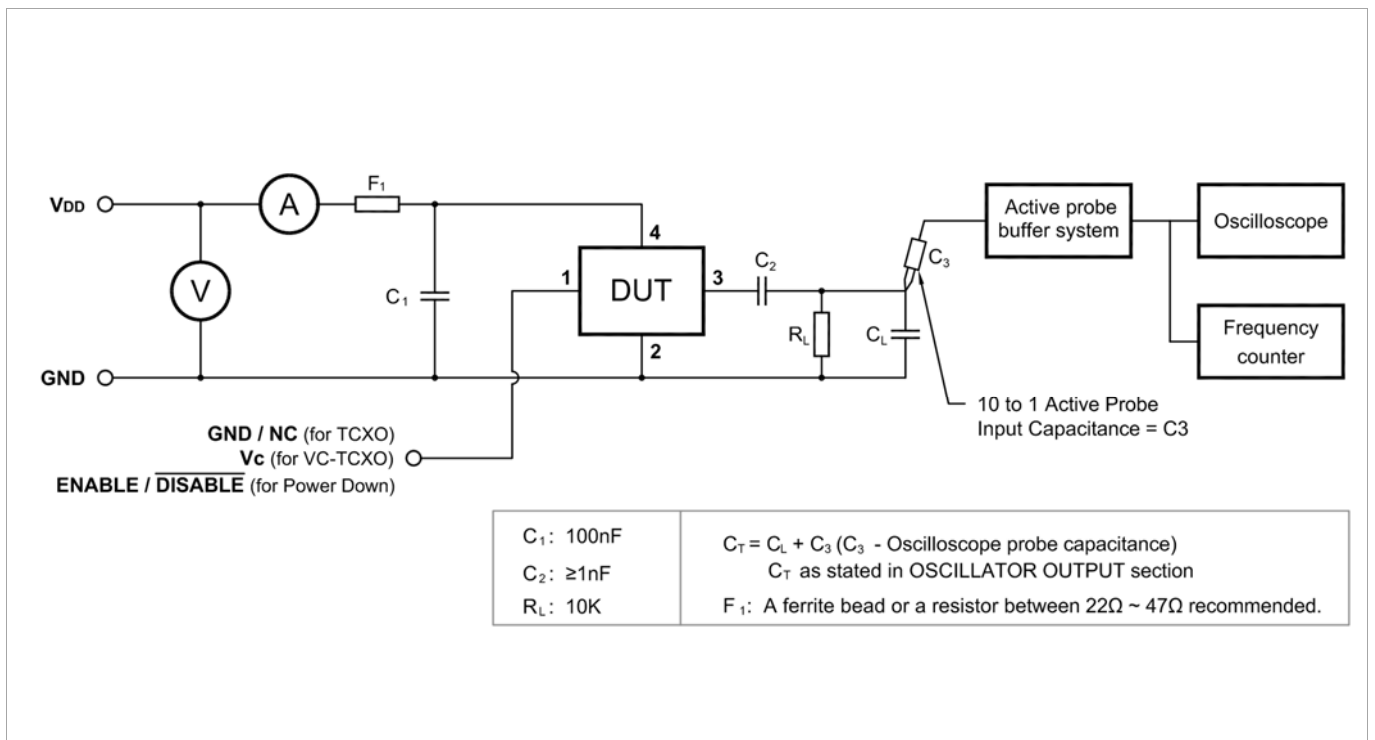 VDD
A
F1
4
V
C1
1
DUT
3
2
C2
RL
CL
C3
Active probe
buffer system
Oscilloscope
Frequency
counter
GND
10 to 1 Active Probe
Input Capacitance = C3
GND / NC (for TCXO)
Vc (for VC-TCXO)
ENABLE / DISABLE (for Power Down)
C1: 100nF
C2: ≥1nF
RL: 10K
CT = CL + C3 (C3 - Oscilloscope probe capacitance)
CT as stated in OSCILLATOR OUTPUT section
F1: A ferrite bead or a resistor between 22Ω ~ 47Ω recommended.